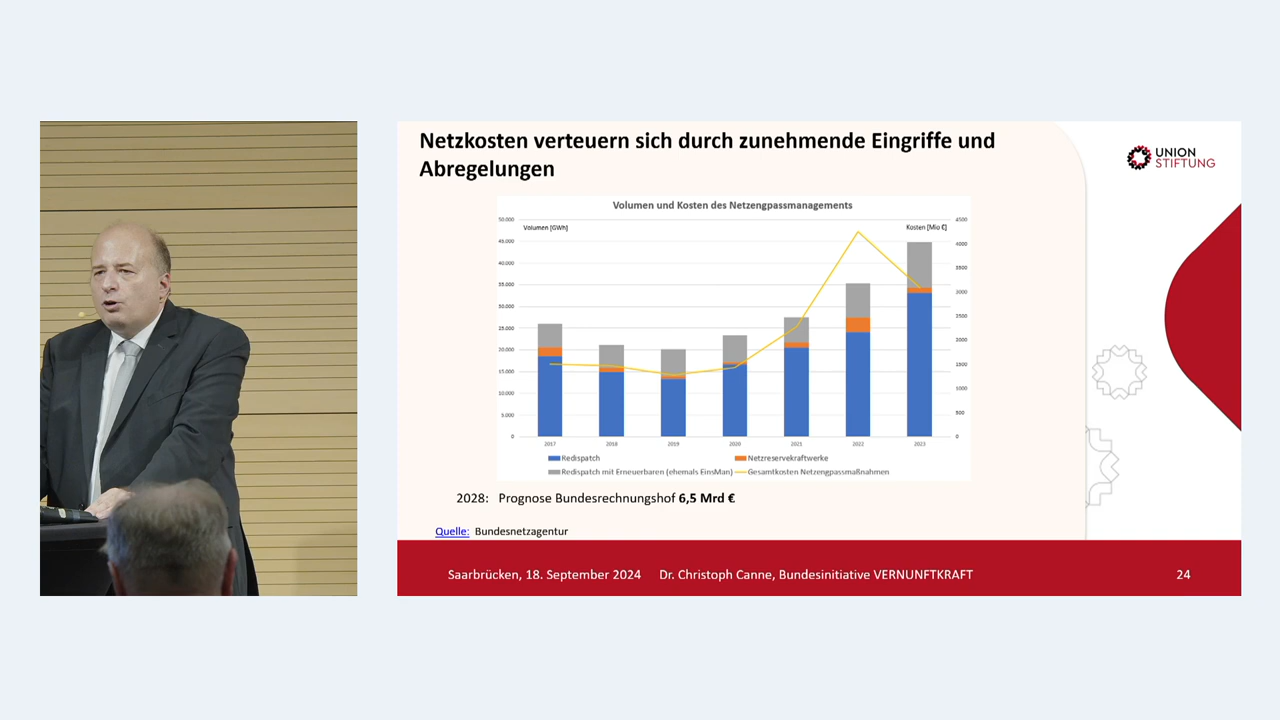 Netzkosten verteuern sich durch zunehmende Eingriffe und
Abregelungen
UNION
STIFTUNG
Volumen und Kosten des Netzengpassmanagements
Volumen [GWh]
Kosten [Mio €]
50.000
45.000
40.000
35.000
30.000
25.000
20.000
15.000
10.000
5.000
0
4500
4000
3500
3000
2500
2000
1500
1000
500
0
2017 2018 2019 2020 2021 2022 2023
Redispatch Netzreservekraftwerke
Redispatch mit Erneuerbaren (ehemals EinsMan) Gesamtkosten Netzengpassmaßnahmen
2028: Prognose Bundesrechnungshof 6,5 Mrd €
Quelle: Bundesnetzagentur
Saarbrücken, 18. September 2024 Dr. Christoph Canne, Bundesinitiative VERNUNFTKRAFT 24